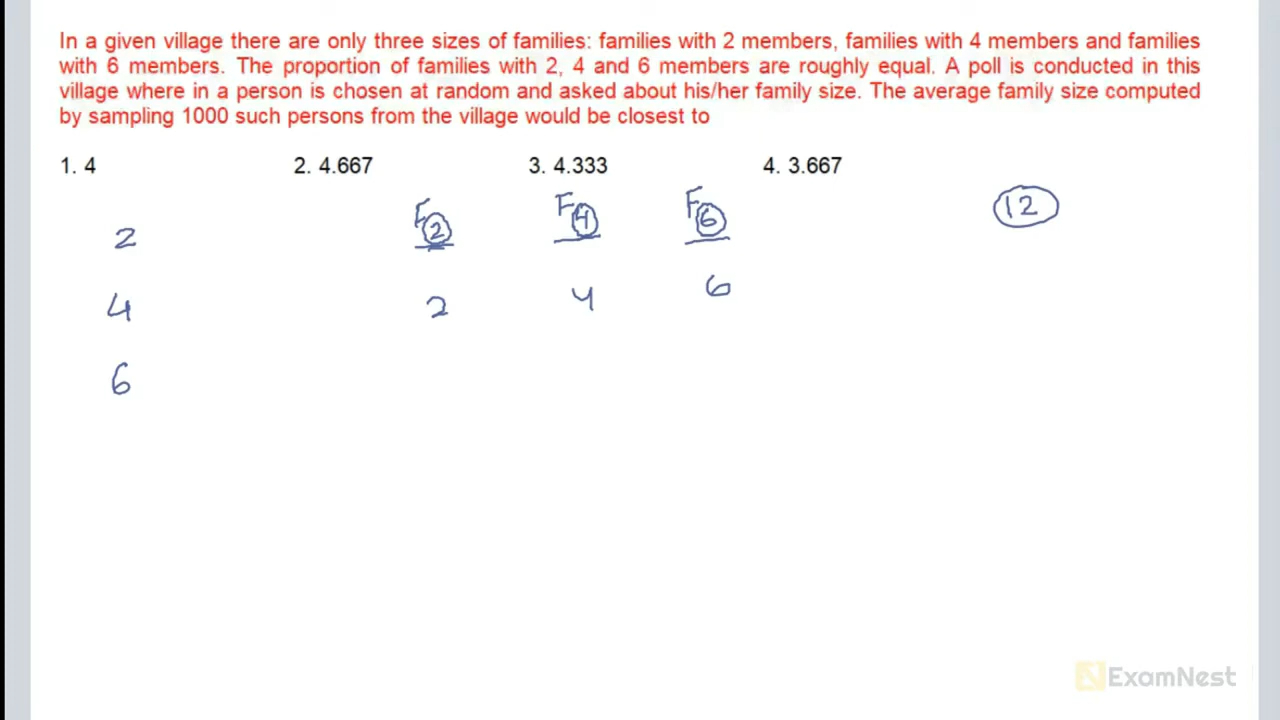 In a given village there are only three sizes of families: families with 2 members, families with 4 members and families
with 6 members. The proportion of families with 2, 4 and 6 members are roughly equal. A poll is conducted in this
village where in a person is chosen at random and asked about his/her family size. The average family size computed
by sampling 1000 such persons from the village would be closest to
1. 4 2. 4.667 3. 4.333 4. 3.667
2 F2 F4 F6 12
4 2 4 6
6
ExamNest